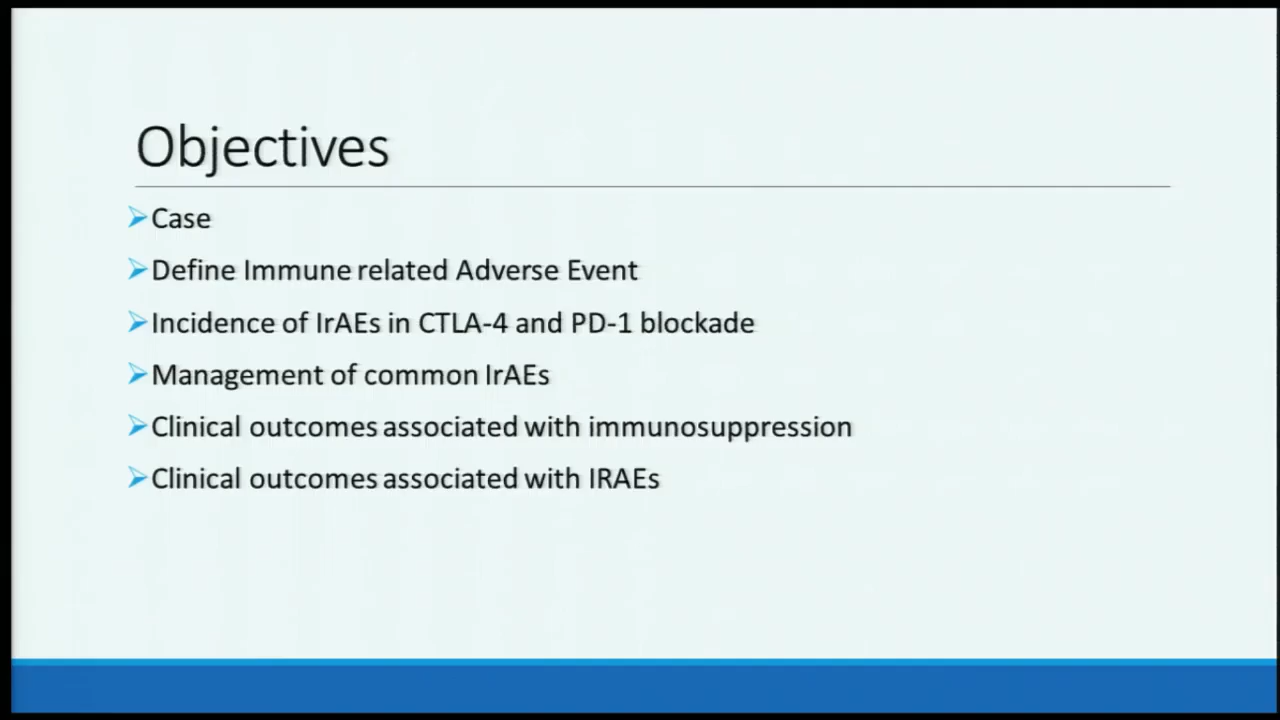 Objectives
Case
Define Immune related Adverse Event
Incidence of IrAEs in CTLA-4 and PD-1 blockade
Management of common IrAEs
Clinical outcomes associated with immunosuppression
Clinical outcomes associated with IRAEs